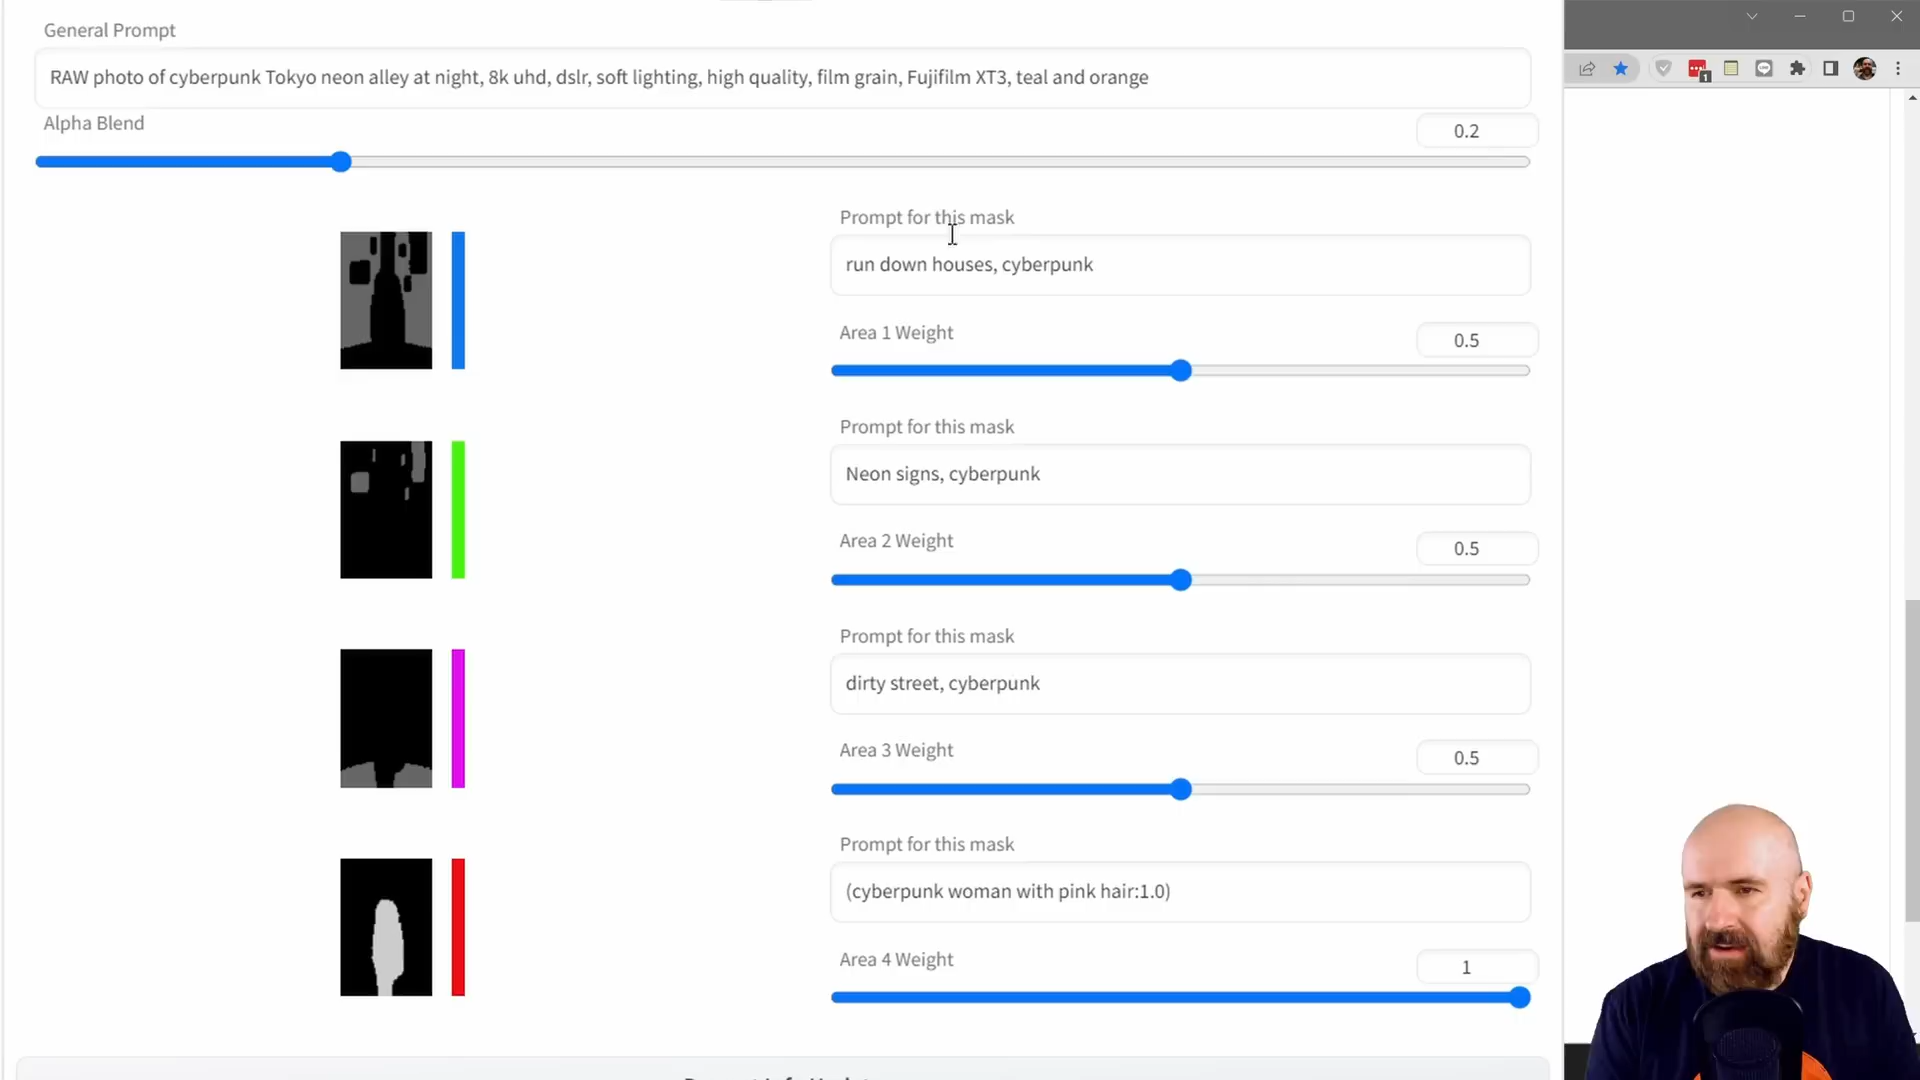 General Prompt
RAW photo of cyberpunk Tokyo neon alley at night, 8k uhd, dslr, soft lighting, high quality, film grain, Fujifilm XT3, teal and orange
Alpha Blend
0.2
Prompt for this mask
run down houses, cyberpunk
Area 1 Weight
0.5
Prompt for this mask
Neon signs, cyberpunk
Area 2 Weight
0.5
Prompt for this mask
dirty street, cyberpunk
Area 3 Weight
0.5
Prompt for this mask
(cyberpunk woman with pink hair:1.0)
Area 4 Weight
1